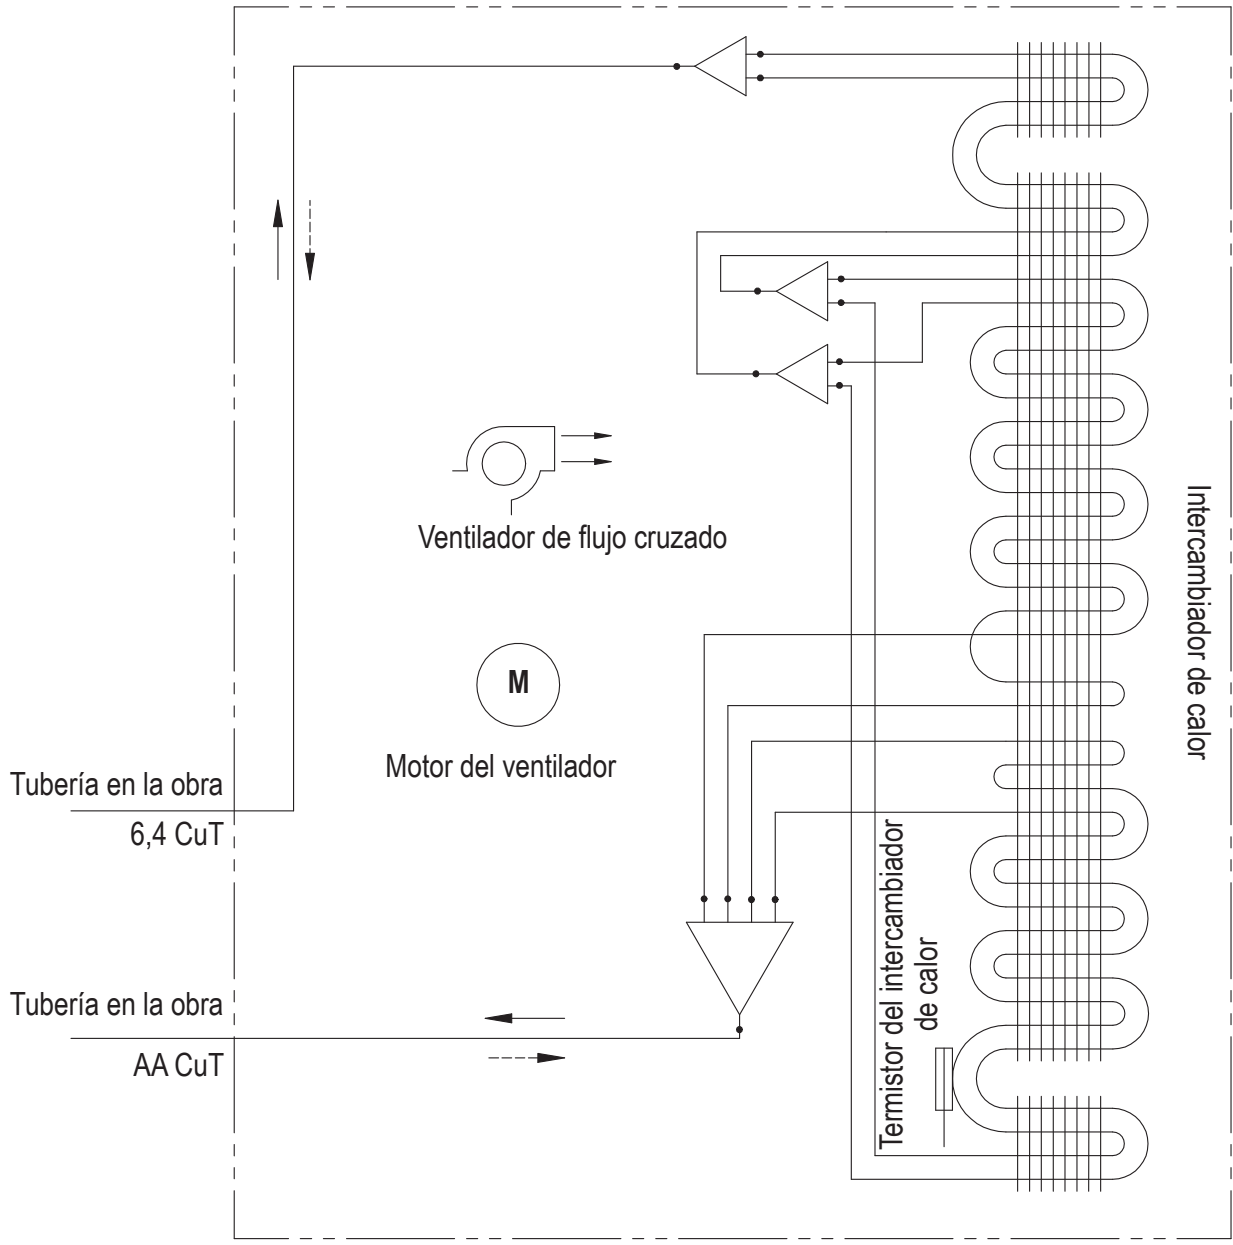 Ventilador de flujo cruzado
M
Motor del ventilador
Intercambiador de calor
Tubería en la obra
6,4 CuT
Termistor del intercambiador
de calor
Tubería en la obra
AA CuT